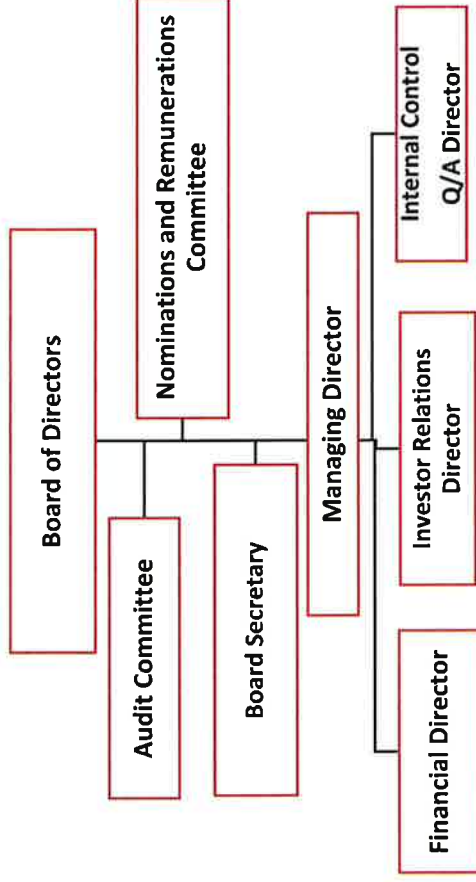 Board of Directors
Audit Committee
Nominations and Remunerations
Committee
Board Secretary
Managing Director
Financial Director
Investor Relations
Director
Internal Control
Q/A Director